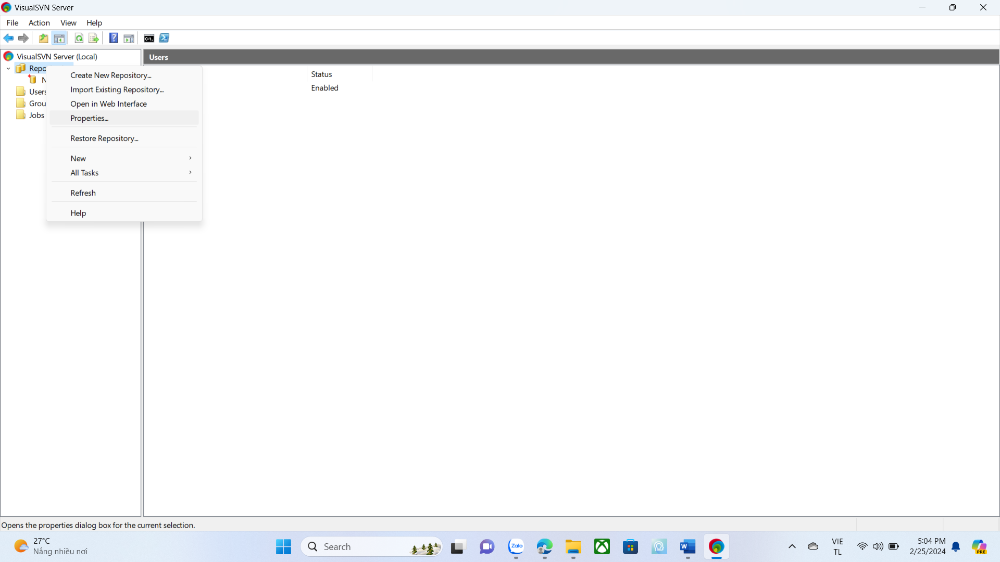 VisualSVN Server
File Action View Help
VisualSVN Server (Local)
Repo
N
Users
Grou
Jobs
Create New Repository...
Import Existing Repository...
Open in Web Interface
Properties...
Restore Repository...
New
All Tasks
Refresh
Help
Users
Status
Enabled
Opens the properties dialog box for the current selection.
27°C
Nắng nhiều nơi
Search
Zalo
W
VIE
TL
5:04 PM
2/25/2024
PRE